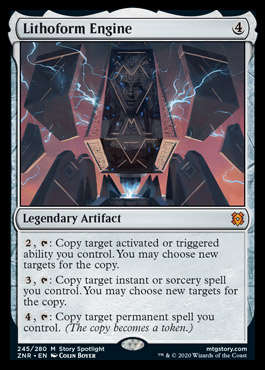 Lithoform Engine 4
Legendary Artifact
2, T: Copy target activated or triggered
ability you control. You may choose new
targets for the copy.
3, T: Copy target instant or sorcery spell
you control. You may choose new targets for
the copy.
4, T: Copy target permanent spell you
control. (The copy becomes a token.)
245/280 M Story Spotlight
ZNR • EN Colin Boyer
mtgstory.com
™ & © 2020 Wizards of the Coast